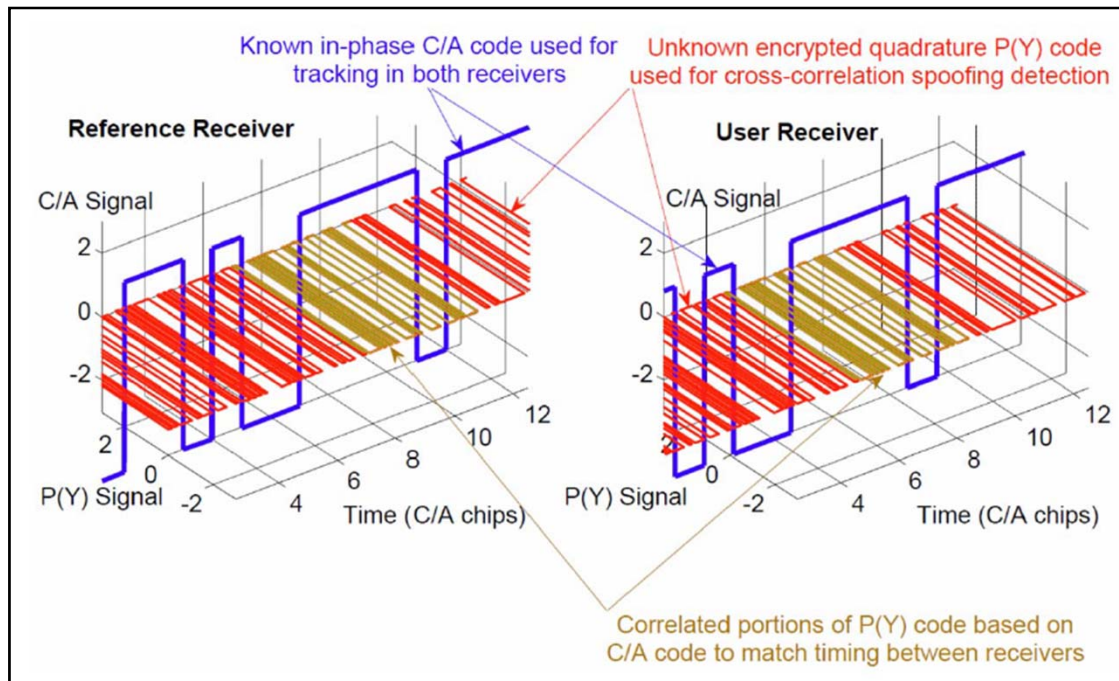 Known in-phase C/A code used for
tracking in both receivers
Unknown encrypted quadrature P(Y) code
used for cross-correlation spoofing detection
Reference Receiver
User Receiver
C/A Signal
2
0
-2
2
0
-2
P(Y) Signal
4
6
8
10
12
Time (C/A chips)
C/A Signal
2
0
-2
2
0
-2
P(Y) Signal
4
6
8
10
12
Time (C/A chips)
Correlated portions of P(Y) code based on
C/A code to match timing between receivers